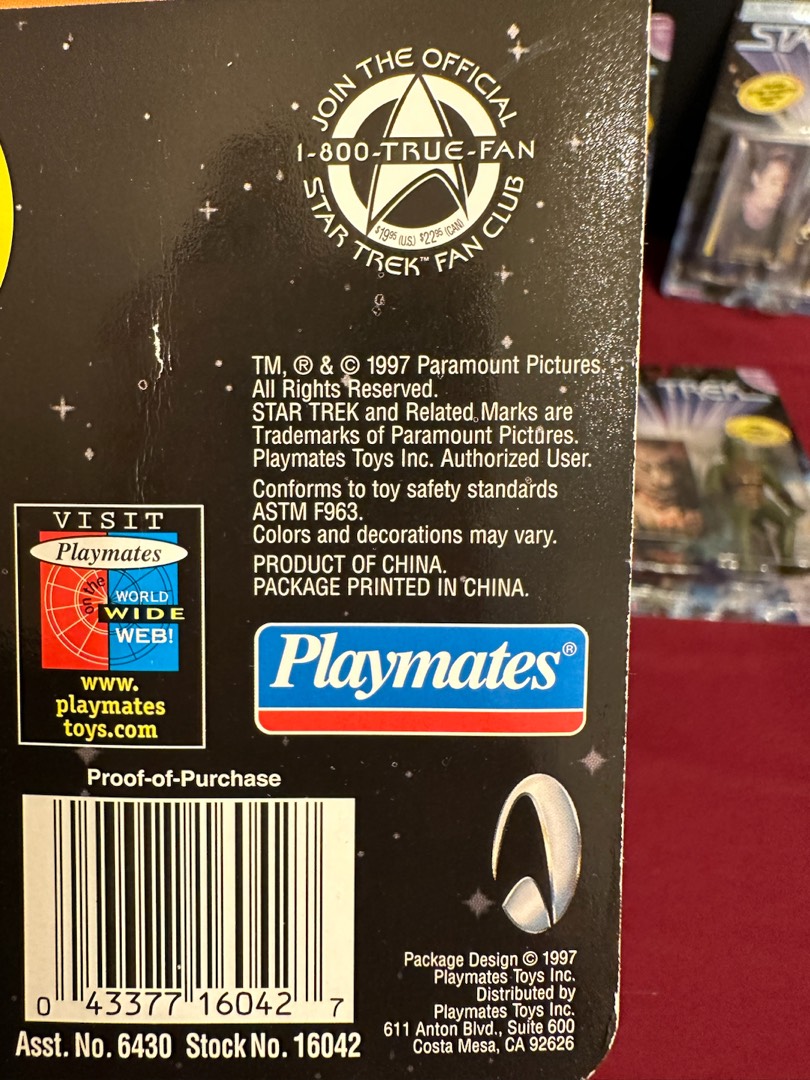 JOIN THE OFFICIAL
1-800-TRUE-FAN
$19⁹⁵ (U.S.) $22⁹⁵ (CAN)
STAR TREK™ FAN CLUB
TM, ® & © 1997 Paramount Pictures.
All Rights Reserved.
STAR TREK and Related Marks are
Trademarks of Paramount Pictures.
Playmates Toys Inc. Authorized User.
Conforms to toy safety standards
ASTM F963.
Colors and decorations may vary.
PRODUCT OF CHINA.
PACKAGE PRINTED IN CHINA.
VISIT
Playmates
on the
WORLD
WIDE
WEB!
www.
playmates
toys.com
Playmates®
Proof-of-Purchase
0 43377 16042 7
Asst. No. 6430 Stock No. 16042
Package Design © 1997
Playmates Toys Inc.
Distributed by
Playmates Toys Inc.
611 Anton Blvd., Suite 600
Costa Mesa, CA 92626
STA
TREK